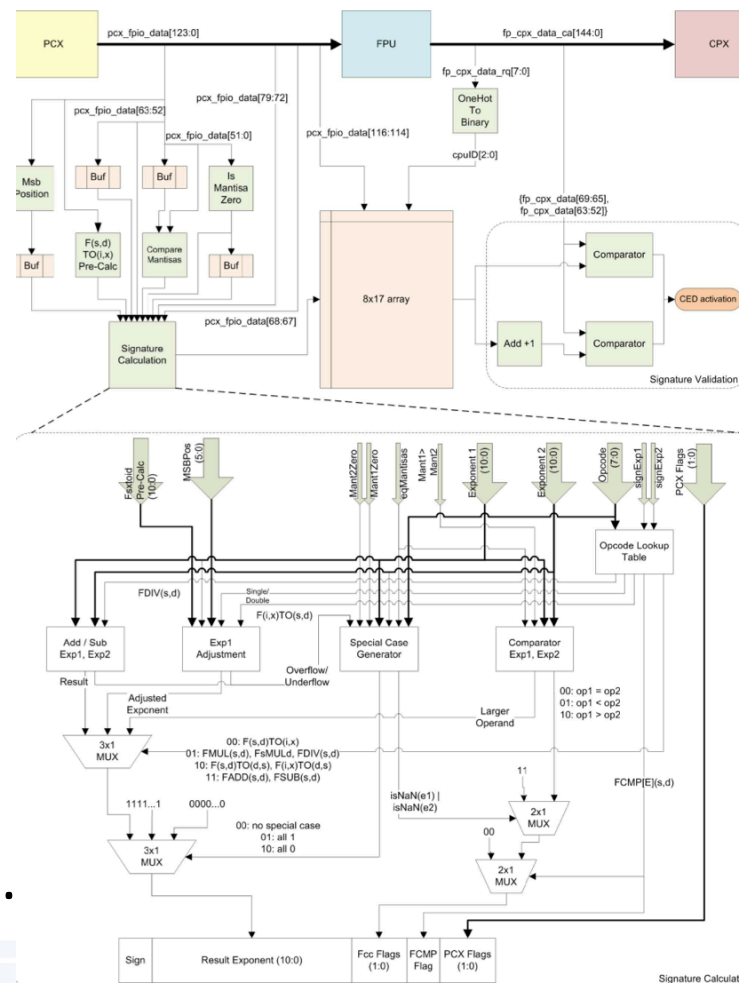 PCX
pcx_fpio_data[123:0]
FPU
fp_cpx_data_ca[144:0]
CPX
fp_cpx_data_rq[7:0]
pcx_fpio_data[79:72]
pcx_fpio_data[63:52]
pcx_fpio_data[51:0]
pcx_fpio_data[116:114]
OneHot
To
Binary
cpuID[2:0]
Msb
Position
Buf
Buf
Is
Mantisa
Zero
{fp_cpx_data[69:65],
fp_cpx_data[63:52]}
F(s,d)
TO(i,x)
Pre-Calc
Compare
Mantisas
Buf
Buf
Comparator
8x17 array
CED activation
pcx_fpio_data[68:67]
Signature
Calculation
Add +1
Comparator
Signature Validation
Fsxtoid
Pre-Calc
(10:0)
MSBPos
(5:0)
Mant2Zero
Mant1Zero
eqMantisas
Mant1>
Mant2
Exponent 1
(10:0)
Exponent 2
(10:0)
Opcode
(7:0)
signExp1
signExp2
PCX Flags
(1:0)
Opcode Lookup
Table
FDIV(s,d)
Single/
Double
F(i,x)TO(s,d)
Add / Sub
Exp1, Exp2
Exp1
Adjustment
Special Case
Generator
Comparator
Exp1, Exp2
Overflow/
Underflow
Result
Adjusted
Exponent
Larger
Operand
00: op1 = op2
01: op1 < op2
10: op1 > op2
3x1
MUX
00: F(s,d)TO(i,x)
01: FMUL(s,d), FsMULd, FDIV(s,d)
10: F(s,d)TO(d,s), F(i,x)TO(d,s)
11: FADD(s,d), FSUB(s,d)
11
FCMP[E](s,d)
isNaN(e1) |
isNaN(e2)
2x1
MUX
1111...1
0000...0
00: no special case
01: all 1
10: all 0
3x1
MUX
00
2x1
MUX
Sign
Result Exponent (10:0)
Fcc Flags
(1:0)
FCMP
Flag
PCX Flags
(1:0)
Signature Calculat